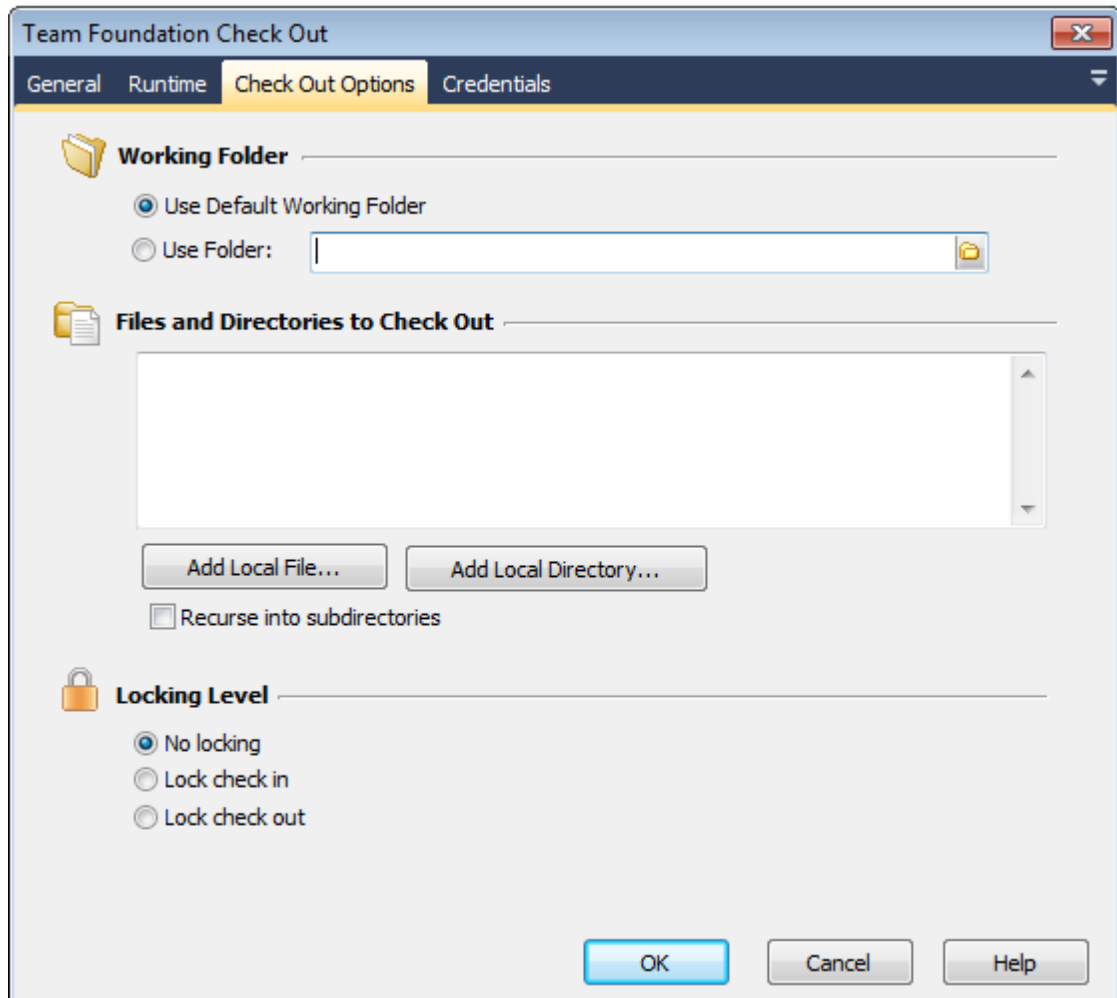 Team Foundation Check Out
General Runtime Check Out Options Credentials
Working Folder
Use Default Working Folder
Use Folder:
Files and Directories to Check Out
Add Local File... Add Local Directory...
Recurse into subdirectories
Locking Level
No locking
Lock check in
Lock check out
OK Cancel Help